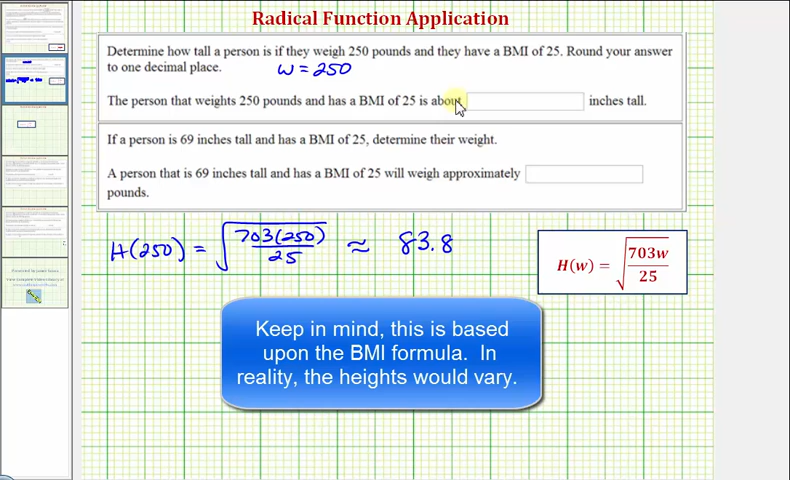 Radical Function Application
Determine how tall a person is if they weigh 250 pounds and they have a BMI of 25. Round your answer
to one decimal place.
w = 250
The person that weights 250 pounds and has a BMI of 25 is about inches tall.
If a person is 69 inches tall and has a BMI of 25, determine their weight.
A person that is 69 inches tall and has a BMI of 25 will weigh approximately
pounds.
H(250) = √(703(250)/25) ≈ 83.8
H(w) = √(703w/25)
Keep in mind, this is based
upon the BMI formula. In
reality, the heights would vary.